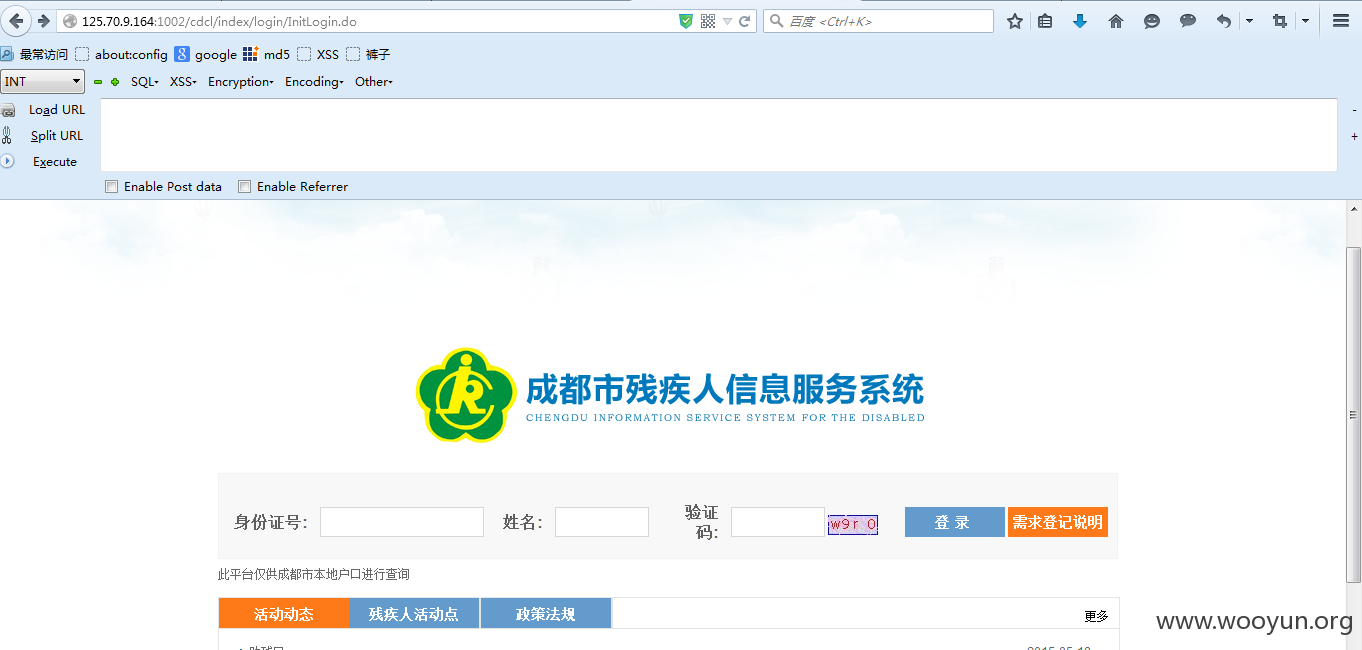 125.70.9.164:1002/cdcl/index/login/InitLogin.do 百度 <Ctrl+K>
最常访问 about:config 8 google md5 XSS 裤子
INT SQL XSS Encryption Encoding Other
Load URL
Split URL
Execute
Enable Post data Enable Referrer
成都市残疾人信息服务系统
CHENGDU INFORMATION SERVICE SYSTEM FOR THE DISABLED
身份证号: 姓名: 验证码: w9r O 登 录 需求登记说明
此平台仅供成都市本地户口进行查询
活动动态 残疾人活动点 政策法规 更多
www.wooyun.org